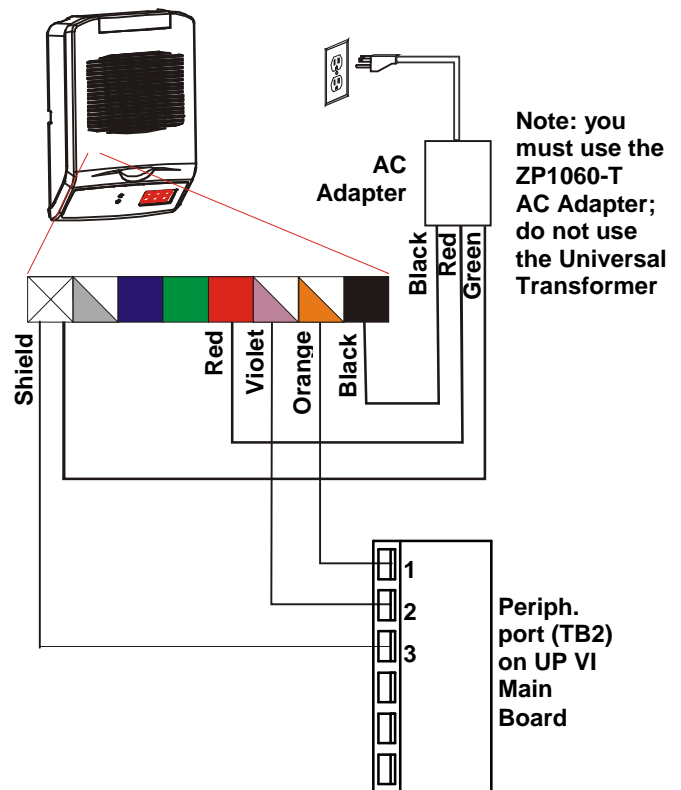 Note: you
must use the
ZP1060-T
AC Adapter;
do not use
the Universal
Transformer
AC
Adapter
Black
Red
Green
Shield
Red
Violet
Orange
Black
1
2
3
Periph.
port (TB2)
on UP VI
Main
Board